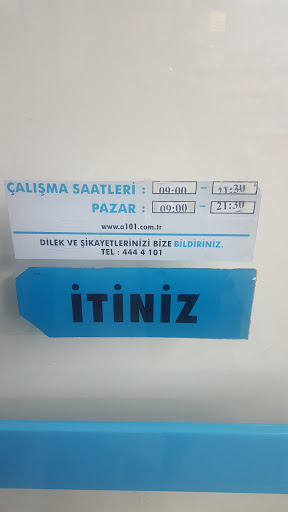 ÇALIŞMA SAATLERİ : 09:00 - 21:30
PAZAR : 09:00 - 21:30
www.a101.com.tr
DİLEK VE ŞİKAYETLERİNİZİ BİZE BİLDİRİNİZ.
TEL : 444 4 101
İTİNİZ